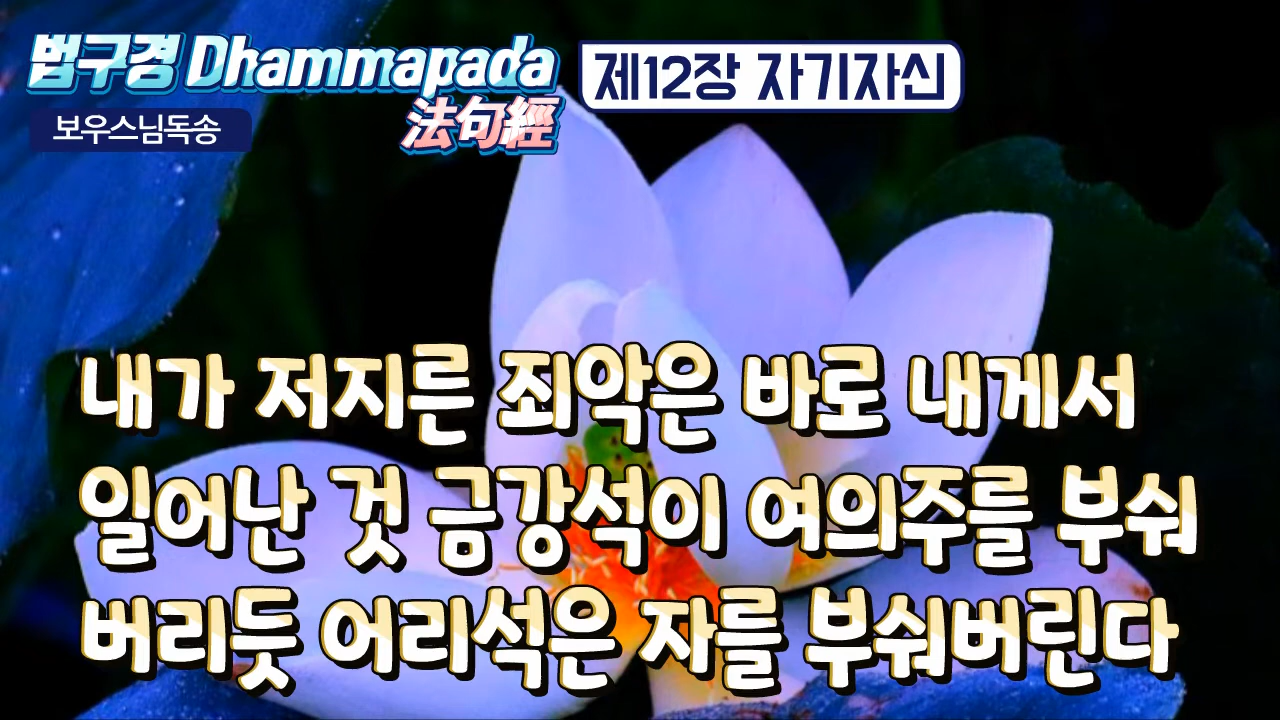 법구경 Dhammapada
法句經
보우스님독송
제12장 자기자신
내가 저지른 죄악은 바로 내게서
일어난 것 금강석이 여의주를 부숴
버리듯 어리석은 자를 부숴버린다